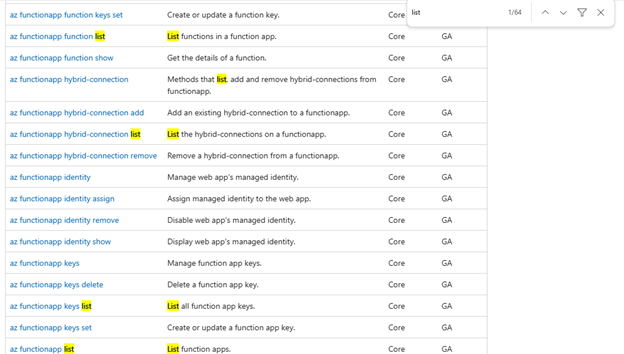 list 1/64
az functionapp function keys set Create or update a function key. Core
az functionapp function list List functions in a function app. Core GA
az functionapp function show Get the details of a function. Core GA
az functionapp hybrid-connection Methods that list, add and remove hybrid-connections from Core GA
functionapp.
az functionapp hybrid-connection add Add an existing hybrid-connection to a functionapp. Core GA
az functionapp hybrid-connection list List the hybrid-connections on a functionapp. Core GA
az functionapp hybrid-connection remove Remove a hybrid-connection from a functionapp. Core GA
az functionapp identity Manage web app's managed identity. Core GA
az functionapp identity assign Assign managed identity to the web app. Core GA
az functionapp identity remove Disable web app's managed identity. Core GA
az functionapp identity show Display web app's managed identity. Core GA
az functionapp keys Manage function app keys. Core GA
az functionapp keys delete Delete a function app key. Core GA
az functionapp keys list List all function app keys. Core GA
az functionapp keys set Create or update a function app key. Core GA
az functionapp list List function apps. Core GA